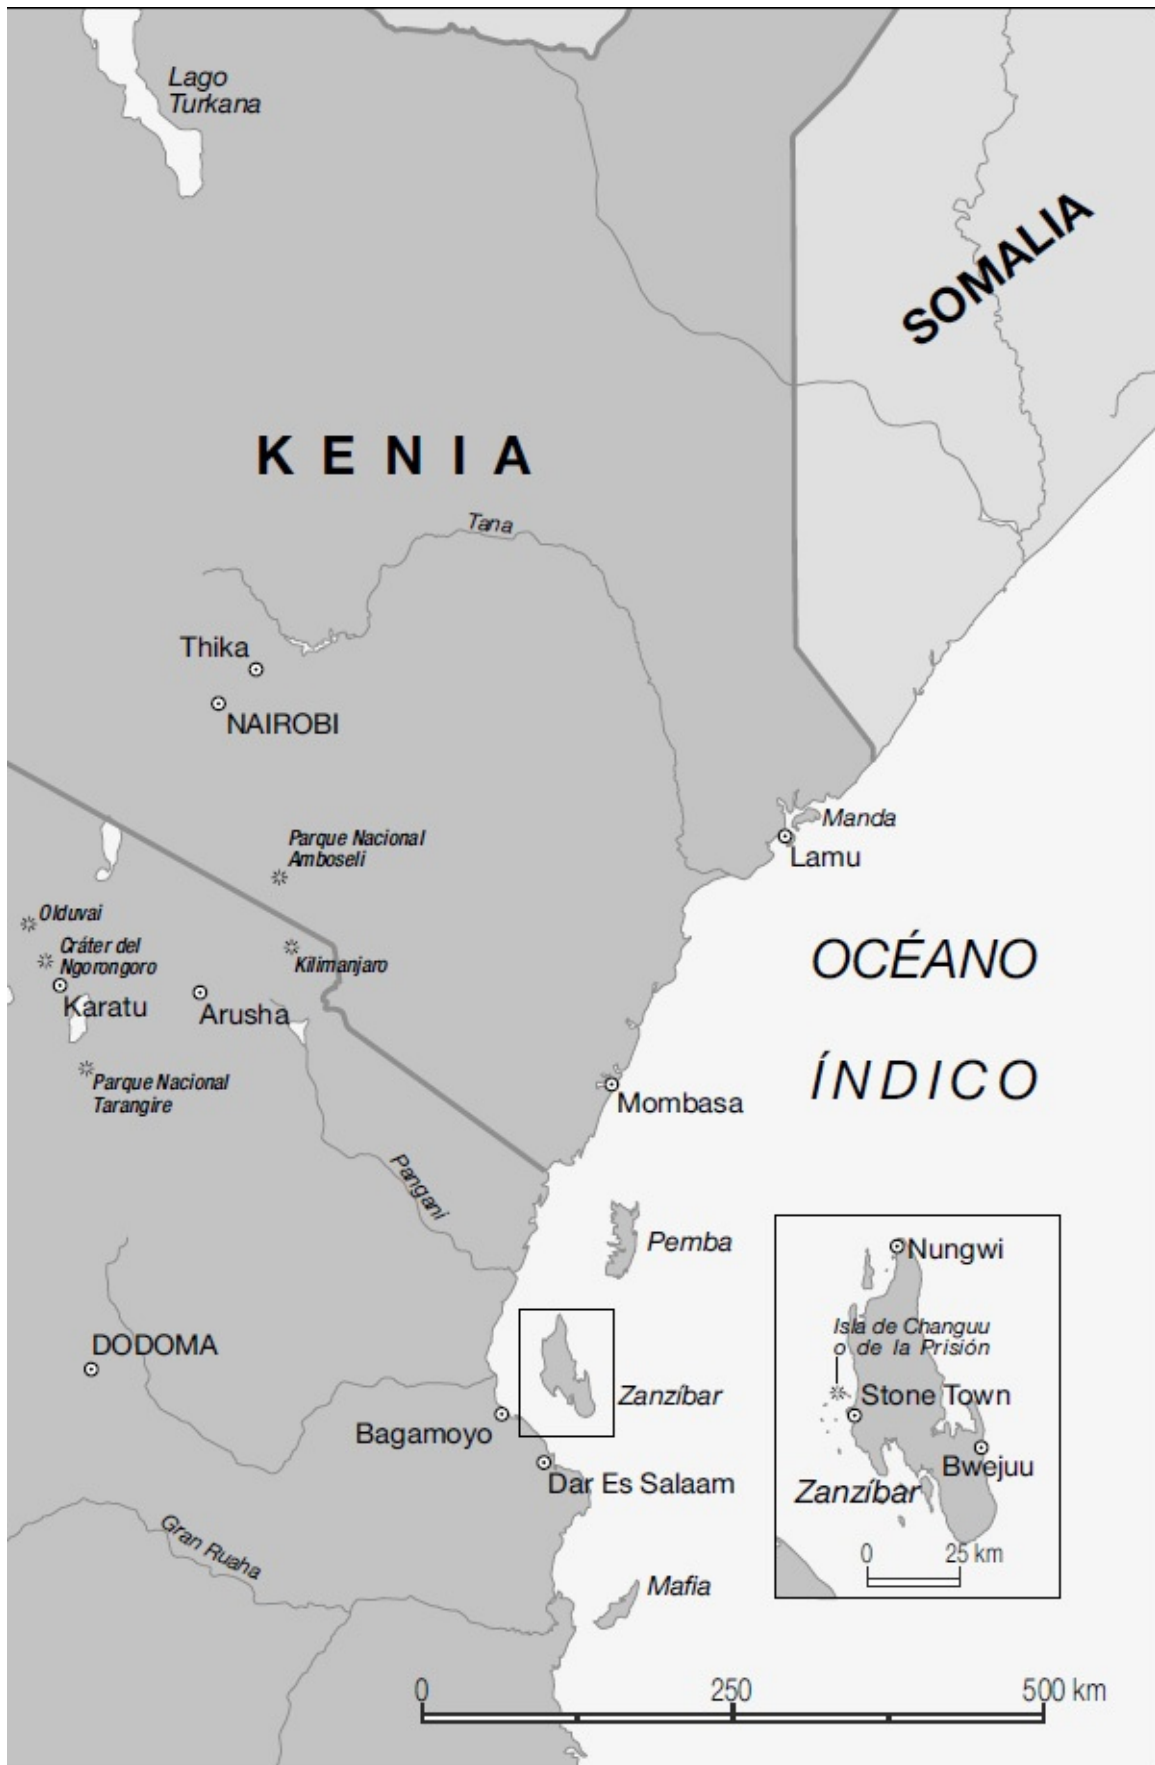 Lago
Turkana
SOMALIA
KENIA
Tana
Thika
NAIROBI
Manda
Lamu
Parque Nacional
Amboseli
Olduvai
Cráter del
Ngorongoro
Kilimanjaro
Karatu
Arusha
OCÉANO
ÍNDICO
Parque Nacional
Tarangire
Mombasa
Pangani
Pemba
DODOMA
Zanzíbar
Bagamoyo
Dar Es Salaam
Gran Ruaha
Mafia
Nungwi
Isla de Changuu
o de la Prisión
Stone Town
Bwejuu
Zanzíbar
0 25 km
0 250 500 km